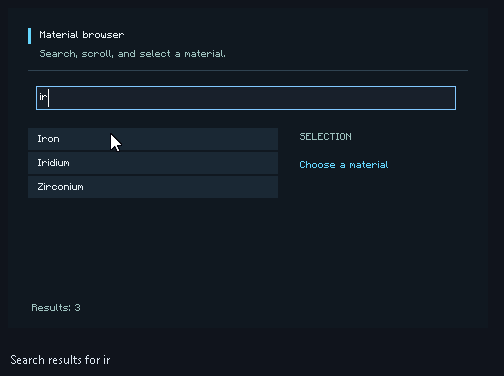 Material browser
Search, scroll, and select a material.
ir
Iron
Iridium
Zirconium
SELECTION
Choose a material
Results: 3
Search results for ir